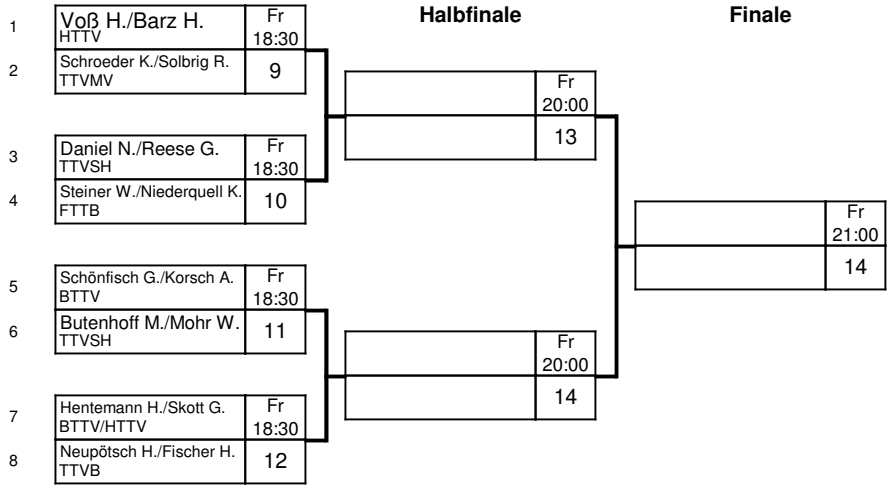 Halbfinale
Finale
1
Voß H./Barz H.
HTTV
Fr
18:30
2
Schroeder K./Solbrig R.
TTVMV
9
Fr
20:00
13
3
Daniel N./Reese G.
TTVSH
Fr
18:30
4
Steiner W./Niederquell K.
FTTB
10
Fr
21:00
14
5
Schönfisch G./Korsch A.
BTTV
Fr
18:30
6
Butenhoff M./Mohr W.
TTVSH
11
Fr
20:00
14
7
Hentemann H./Skott G.
BTTV/HTTV
Fr
18:30
8
Neupötsch H./Fischer H.
TTVB
12